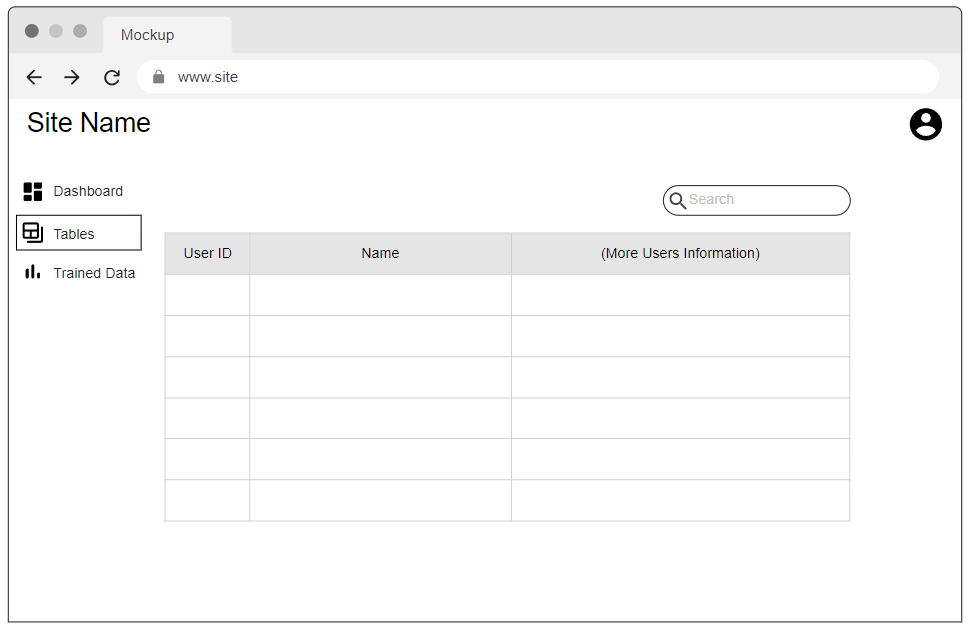 Mockup
www.site
Site Name
Dashboard
Search
Tables
User ID Name (More Users Information)
Trained Data